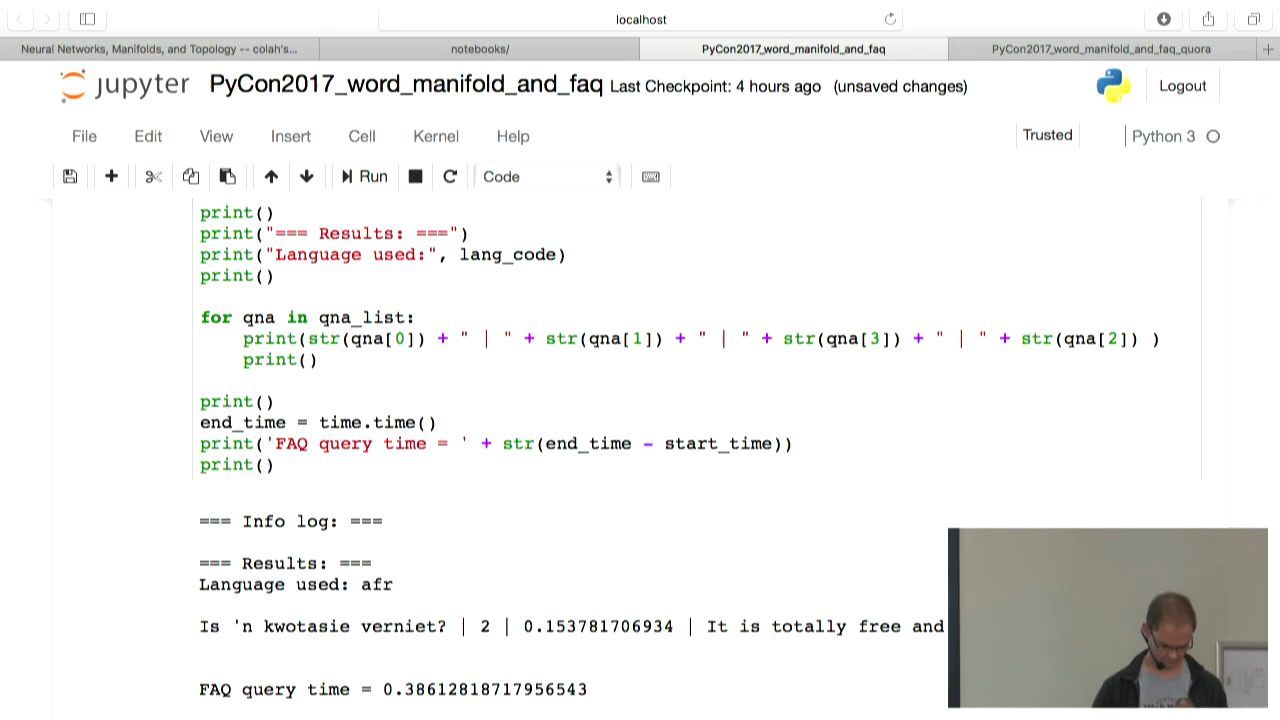 localhost
Neural Networks, Manifolds, and Topology -- colah's... notebooks/ PyCon2017_word_manifold_and_faq PyCon2017_word_manifold_and_faq_quora
jupyter PyCon2017_word_manifold_and_faq Last Checkpoint: 4 hours ago (unsaved changes) Logout
File Edit View Insert Cell Kernel Help Trusted Python 3
Run Code
print()
print("=== Results: ===")
print("Language used:", lang_code)
print()
for qna in qna_list:
print(str(qna[0]) + " | " + str(qna[1]) + " | " + str(qna[3]) + " | " + str(qna[2]) )
print()
print()
end_time = time.time()
print('FAQ query time = ' + str(end_time - start_time))
print()
=== Info log: ===
=== Results: ===
Language used: afr
Is 'n kwotasie verniet? | 2 | 0.153781706934 | It is totally free and
FAQ query time = 0.38612818717956543